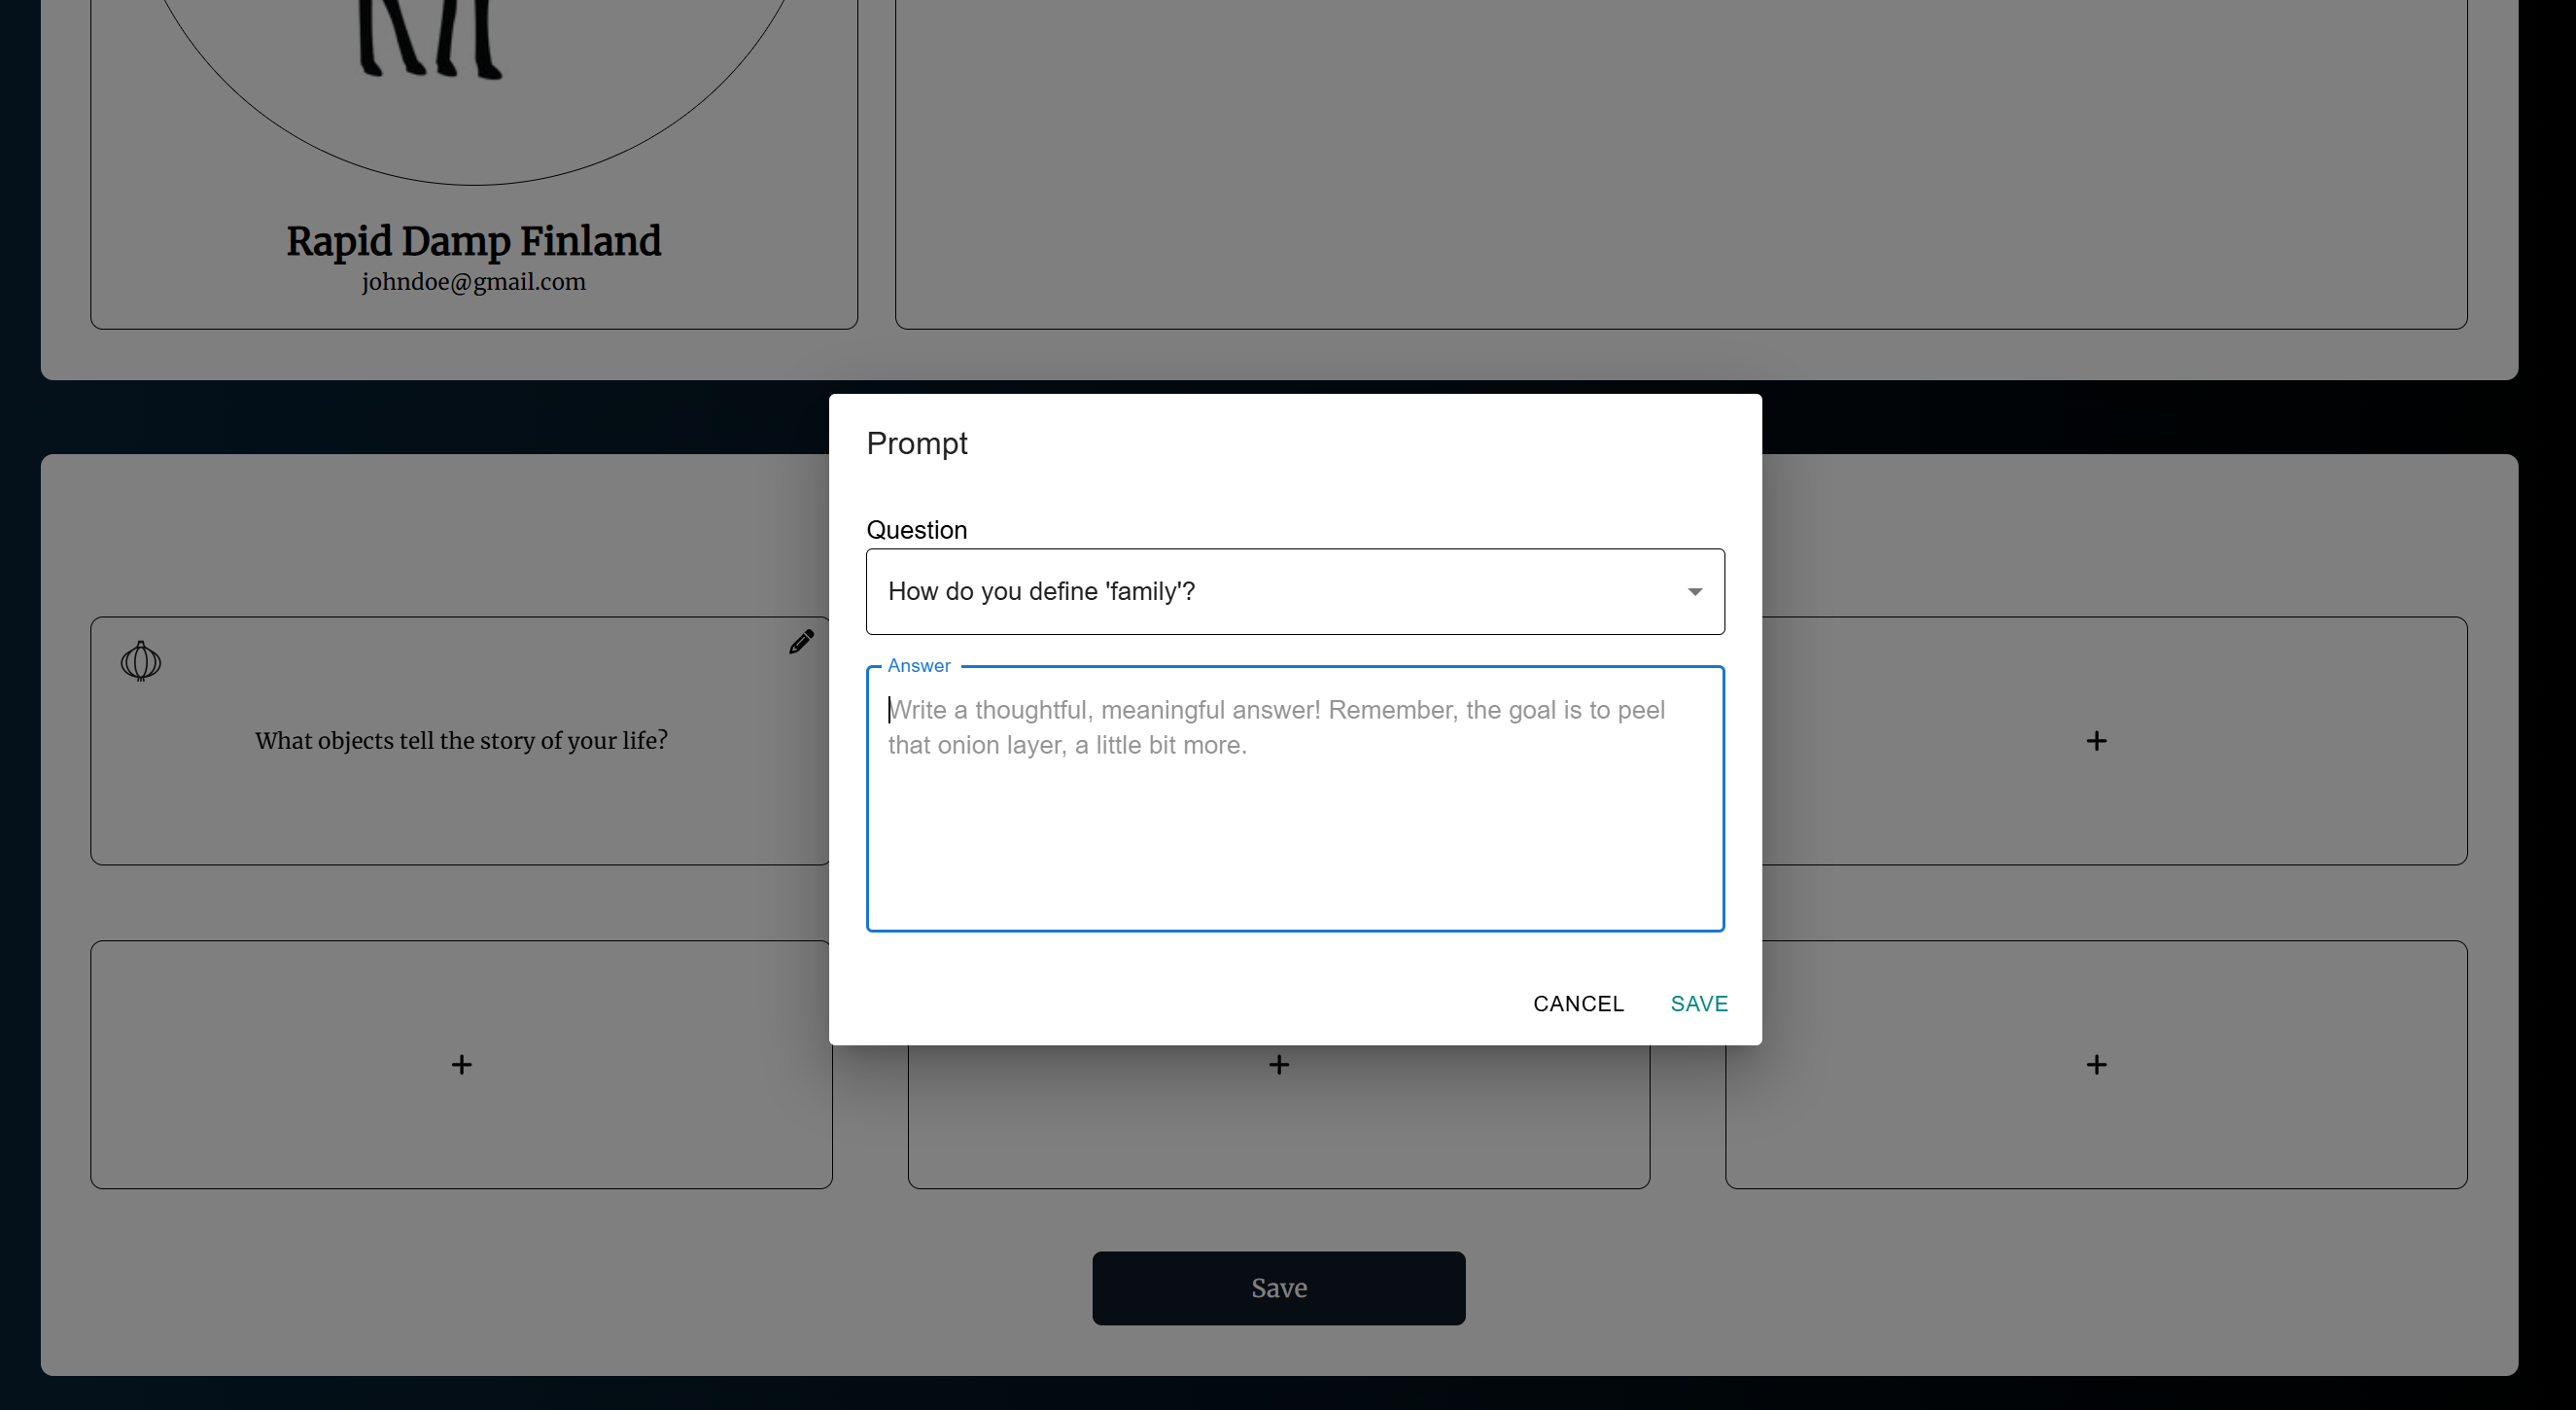 Rapid Damp Finland
johndoe@gmail.com
Prompt
Question
How do you define 'family'?
Answer
Write a thoughtful, meaningful answer! Remember, the goal is to peel
that onion layer, a little bit more.
What objects tell the story of your life?
+
CANCEL
SAVE
+
+
+
Save